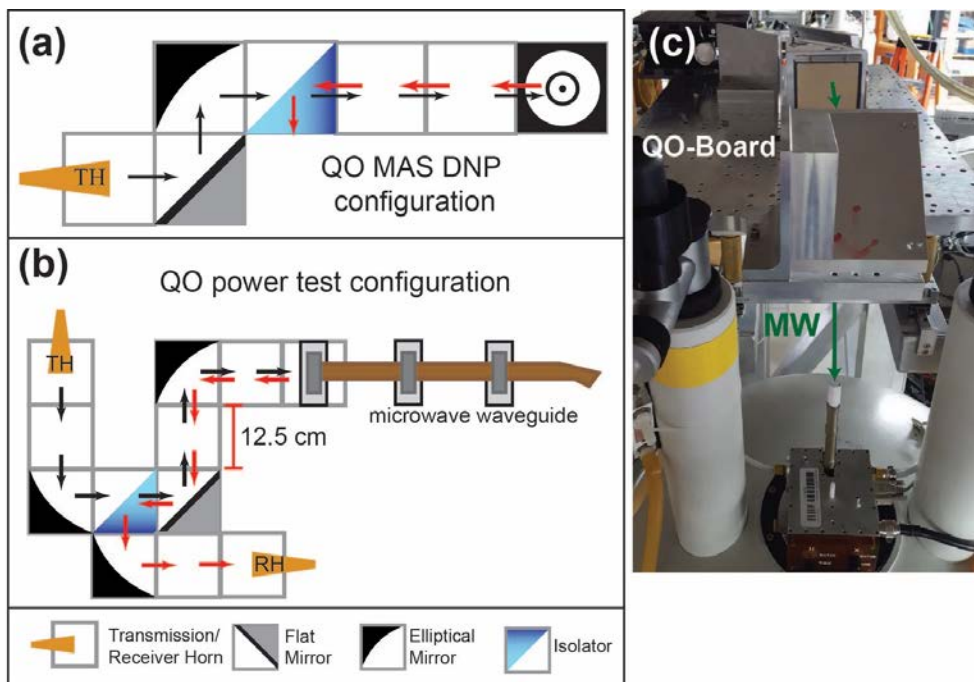 (a)
TH
QO MAS DNP
configuration
(b)
QO power test configuration
TH
microwave waveguide
12.5 cm
RH
Transmission/
Receiver Horn
Flat
Mirror
Elliptical
Mirror
Isolator
(c)
QO-Board
MW